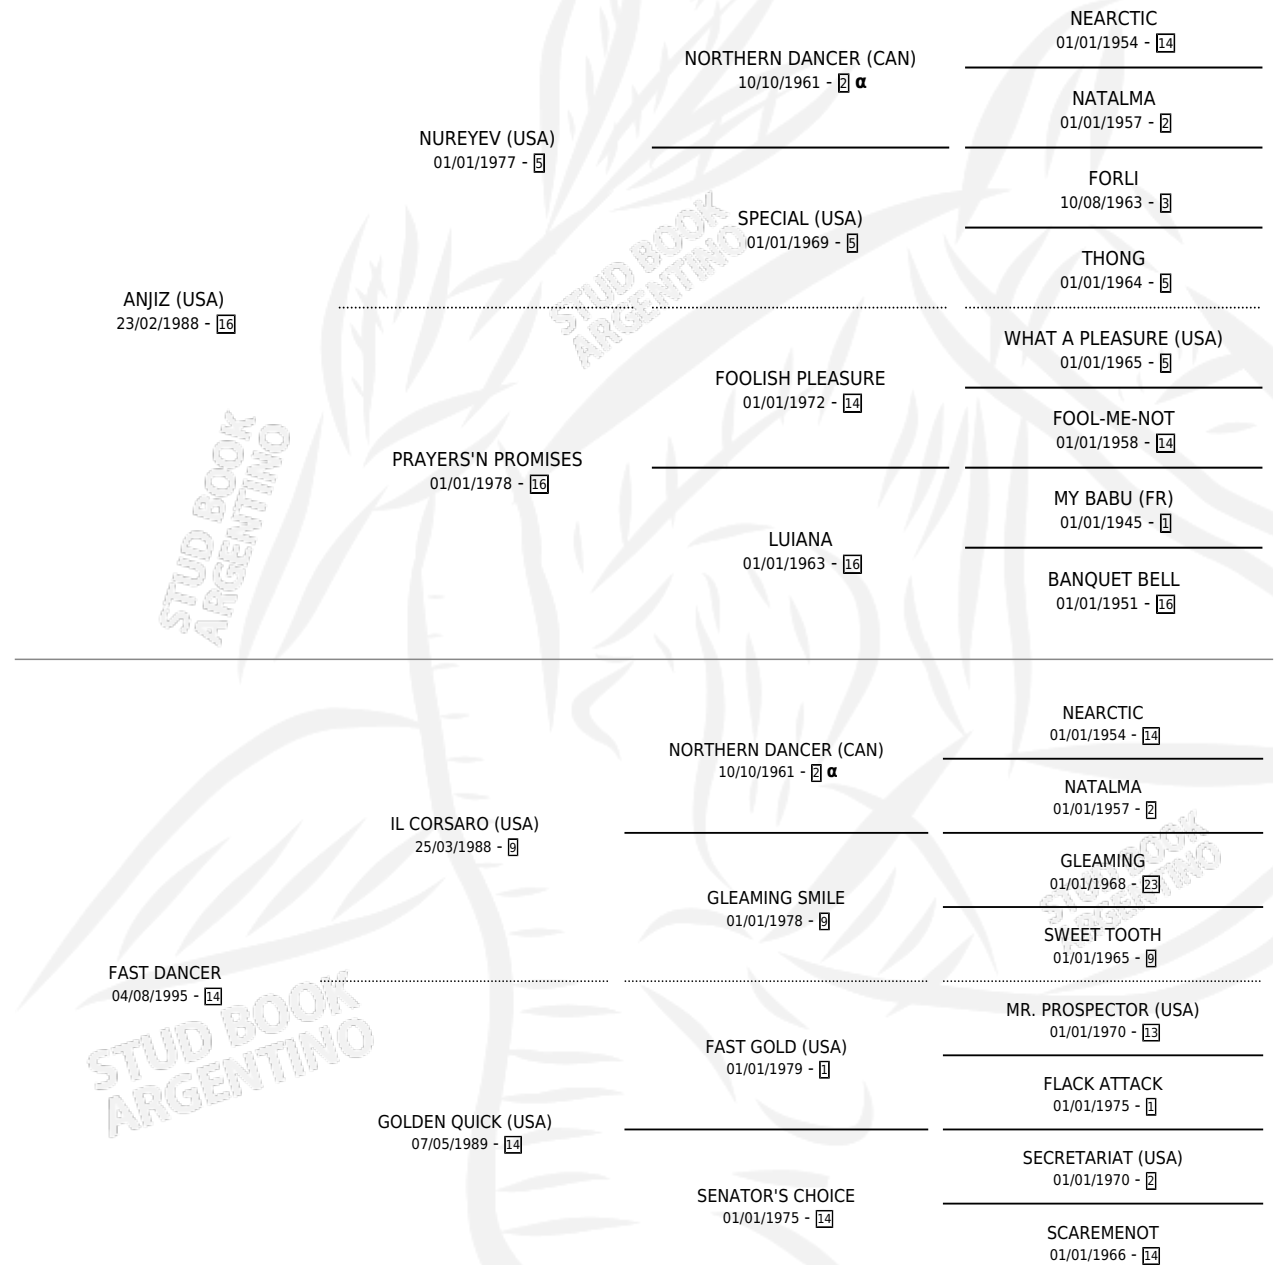 NEARCTIC
01/01/1954 - 14
NORTHERN DANCER (CAN)
10/10/1961 - 2 α
NATALMA
01/01/1957 - 2
NUREYEV (USA)
01/01/1977 - 5
FORLI
10/08/1963 - 3
SPECIAL (USA)
01/01/1969 - 5
THONG
01/01/1964 - 5
ANJIZ (USA)
23/02/1988 - 16
WHAT A PLEASURE (USA)
01/01/1965 - 5
FOOLISH PLEASURE
01/01/1972 - 14
FOOL-ME-NOT
01/01/1958 - 14
PRAYERS'N PROMISES
01/01/1978 - 16
MY BABU (FR)
01/01/1945 - 1
LUIANA
01/01/1963 - 16
BANQUET BELL
01/01/1951 - 16
NEARCTIC
01/01/1954 - 14
NORTHERN DANCER (CAN)
10/10/1961 - 2 α
NATALMA
01/01/1957 - 2
IL CORSARO (USA)
25/03/1988 - 9
GLEAMING
01/01/1968 - 23
GLEAMING SMILE
01/01/1978 - 9
SWEET TOOTH
01/01/1965 - 9
FAST DANCER
04/08/1995 - 14
MR. PROSPECTOR (USA)
01/01/1970 - 13
FAST GOLD (USA)
01/01/1979 - 1
FLACK ATTACK
01/01/1975 - 1
GOLDEN QUICK (USA)
07/05/1989 - 14
SECRETARIAT (USA)
01/01/1970 - 2
SENATOR'S CHOICE
01/01/1975 - 14
SCAREMENOT
01/01/1966 - 14
STUD BOOK
ARGENTINO
STUD BOOK
ARGENTINO
STUD BOOK
ARGENTINO
STUD BOOK
ARGENTINO